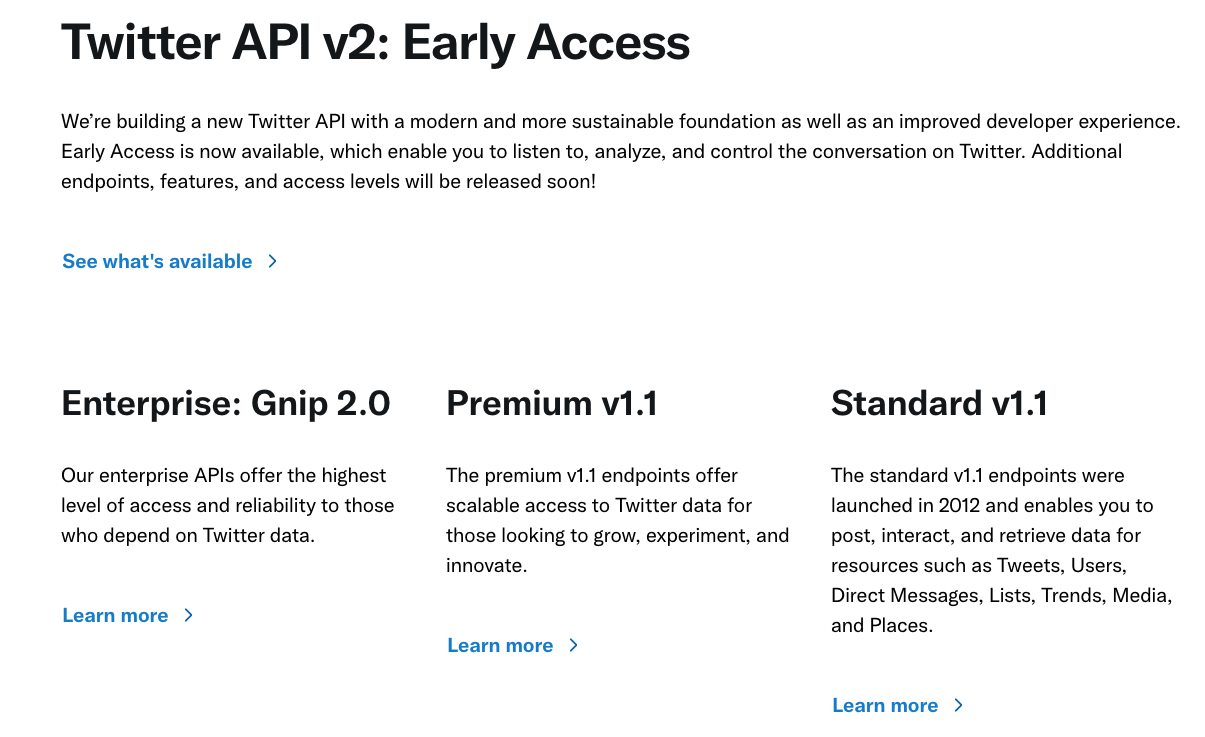 Twitter API v2: Early Access
We’re building a new Twitter API with a modern and more sustainable foundation as well as an improved developer experience.
Early Access is now available, which enable you to listen to, analyze, and control the conversation on Twitter. Additional
endpoints, features, and access levels will be released soon!
See what's available
Enterprise: Gnip 2.0
Our enterprise APIs offer the highest
level of access and reliability to those
who depend on Twitter data.
Learn more
Premium v1.1
The premium v1.1 endpoints offer
scalable access to Twitter data for
those looking to grow, experiment, and
innovate.
Learn more
Standard v1.1
The standard v1.1 endpoints were
launched in 2012 and enables you to
post, interact, and retrieve data for
resources such as Tweets, Users,
Direct Messages, Lists, Trends, Media,
and Places.
Learn more